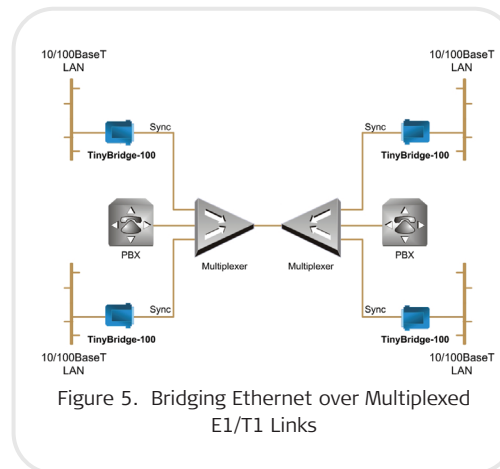 10/100BaseT
LAN
10/100BaseT
LAN
Sync
Sync
TinyBridge-100
TinyBridge-100
PBX
Multiplexer
Multiplexer
PBX
Sync
Sync
TinyBridge-100
TinyBridge-100
10/100BaseT
LAN
10/100BaseT
LAN
Figure 5. Bridging Ethernet over Multiplexed
E1/T1 Links